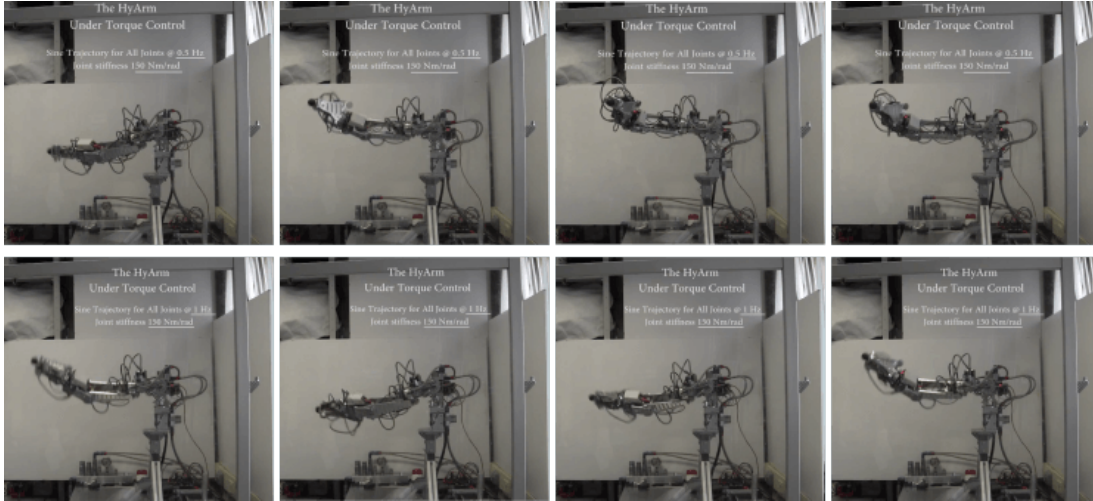 The HyArm
Under Torque Control
Sine Trajectory for All Joints @ 0.5 Hz
Joint stiffness 150 Nm/rad
The HyArm
Under Torque Control
Sine Trajectory for All Joints @ 0.5 Hz
Joint stiffness 150 Nm/rad
The HyArm
Under Torque Control
Sine Trajectory for All Joints @ 0.5 Hz
Joint stiffness 150 Nm/rad
The HyArm
Under Torque Control
Sine Trajectory for All Joints @ 0.5 Hz
Joint stiffness 150 Nm/rad
The HyArm
Under Torque Control
Sine Trajectory for All Joints @ 1 Hz
Joint stiffness 150 Nm/rad
The HyArm
Under Torque Control
Sine Trajectory for All Joints @ 1 Hz
Joint stiffness 150 Nm/rad
The HyArm
Under Torque Control
Sine Trajectory for All Joints @ 1 Hz
Joint stiffness 150 Nm/rad
The HyArm
Under Torque Control
Sine Trajectory for All Joints @ 1 Hz
Joint stiffness 150 Nm/rad